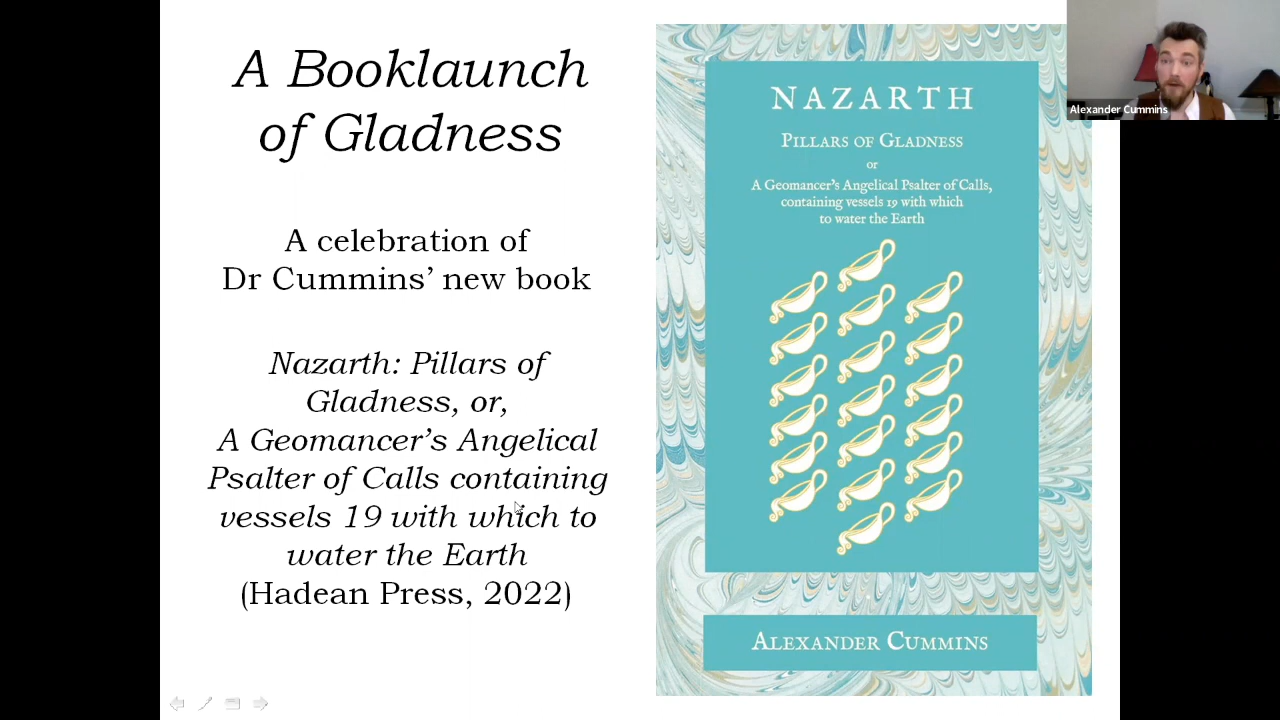 A Booklaunch
of Gladness
A celebration of
Dr Cummins’ new book
Nazarth: Pillars of
Gladness, or,
A Geomancer’s Angelical
Psalter of Calls containing
vessels 19 with which to
water the Earth
(Hadean Press, 2022)
NAZARTH
Pillars of Gladness
or
A Geomancer’s Angelical Psalter of Calls,
containing vessels 19 with which
to water the Earth
Alexander Cummins
Alexander Cummins